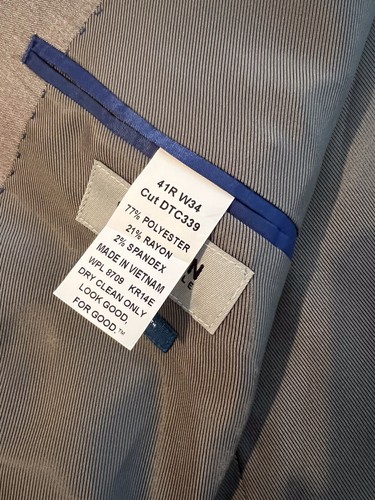 41R W34
Cut DTC339
77% POLYESTER
21% RAYON
2% SPANDEX
MADE IN VIETNAM
WPL 8709 KR14E
DRY CLEAN ONLY
LOOK GOOD,
FOR GOOD.™